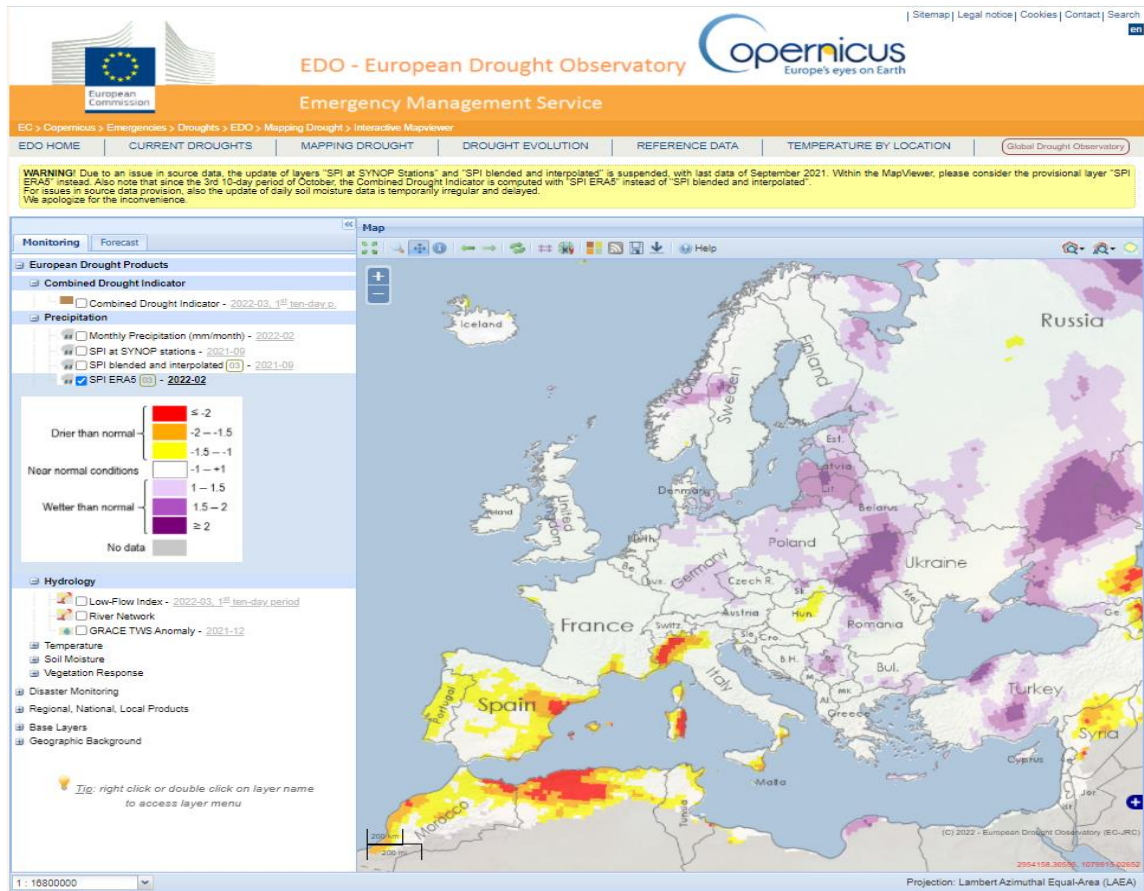 | Sitemap | Legal notice | Cookies | Contact | Search
en
European Commission
EDO - European Drought Observatory
Copernicus
Europe's eyes on Earth
Emergency Management Service
EC > Copernicus > Emergencies > Droughts > EDO > Mapping Drought > Interactive Mapviewer
EDO HOME
CURRENT DROUGHTS
MAPPING DROUGHT
DROUGHT EVOLUTION
REFERENCE DATA
TEMPERATURE BY LOCATION
Global Drought Observatory
WARNING! Due to an issue in source data, the update of layers "SPI at SYNOP Stations" and "SPI blended and interpolated" is suspended, with last data of September 2021. Within the MapViewer, please consider the provisional layer "SPI
ERA5" instead. Also note that since the 3rd 10-day period of October, the Combined Drought Indicator is computed with "SPI ERA5" instead of "SPI blended and interpolated".
For issues in source data provision, also the update of daily soil moisture data is temporarily irregular and delayed.
We apologize for the inconvenience.
Monitoring
Forecast
European Drought Products
Combined Drought Indicator
Combined Drought Indicator - 2022-03, 1st ten-day p.
Precipitation
Monthly Precipitation (mm/month) - 2022-02
SPI at SYNOP stations - 2021-09
SPI blended and interpolated 03 - 2021-09
SPI ERA5 03 - 2022-02
≤ -2
Drier than normal
-2 – -1.5
-1.5 – -1
Near normal conditions
-1 – +1
1 – 1.5
Wetter than normal
1.5 – 2
≥ 2
No data
Hydrology
Low-Flow Index - 2022-03, 1st ten-day period
River Network
GRACE TWS Anomaly - 2021-12
Temperature
Soil Moisture
Vegetation Response
Disaster Monitoring
Regional, National, Local Products
Base Layers
Geographic Background
Tip: right click or double click on layer name
to access layer menu
Map
Help
Iceland
Russia
Norway
Sweden
Finland
Est.
Latvia
Lit.
Denmark
Belarus
Ireland
United Kingdom
Neth.
Be.
Lux.
Germany
Poland
Czech R.
Sk.
Ukraine
Mol.
Austria
Hun.
France
Switz.
Slo.
Cro.
Romania
B.H.
Bul.
Italy
M.
MK
Al.
Greece
Ge.
Portugal
Spain
Turkey
Syria
Cyprus
Malta
Jor.
Morocco
Tunisia
200 km
200 mi
(C) 2022 - European Drought Observatory (EC-JRC)
1 : 16800000
Projection: Lambert Azimuthal Equal-Area (LAEA)